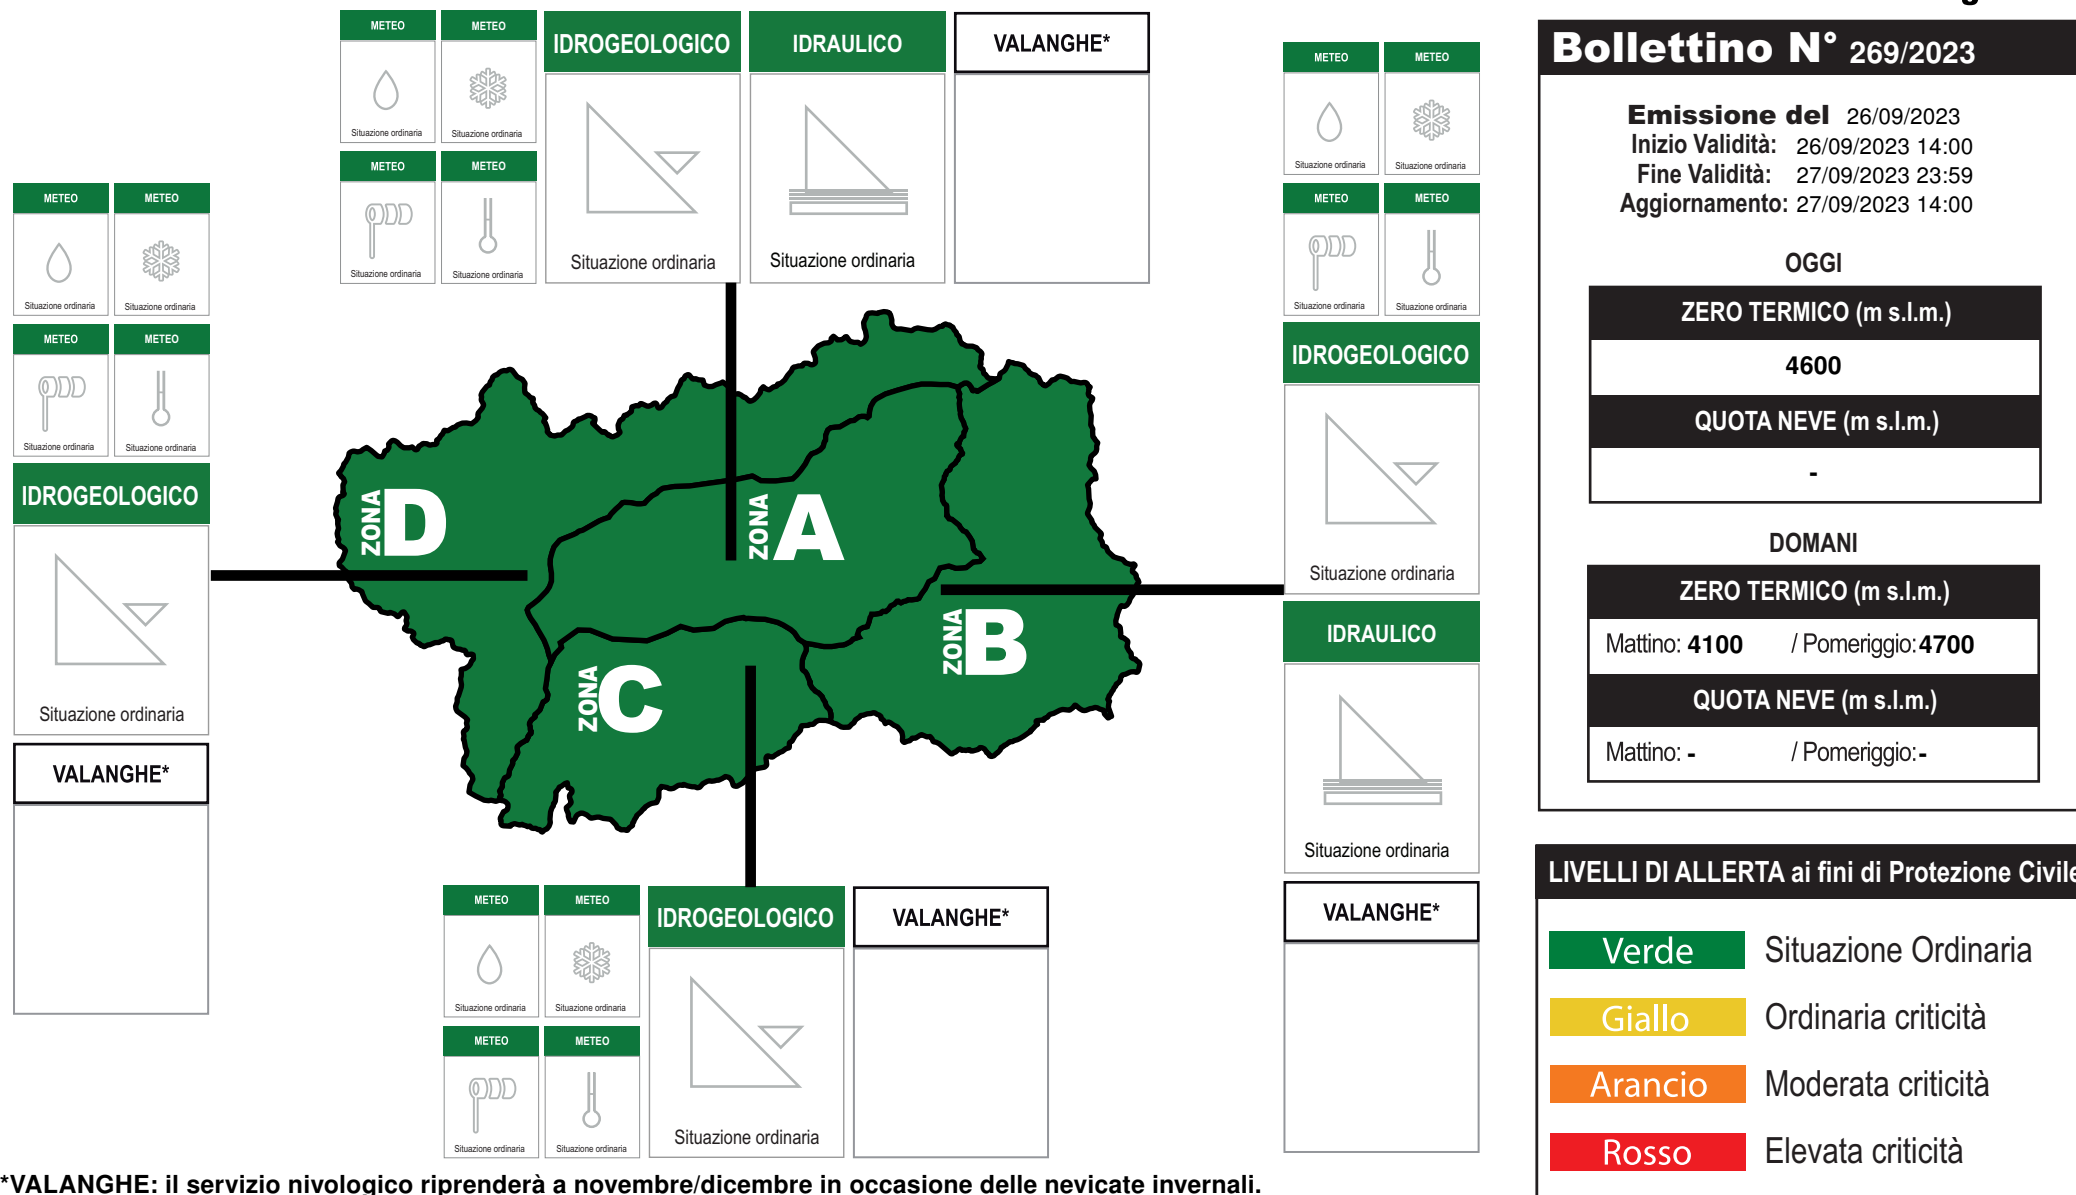 METEO METEO
Situazione ordinaria Situazione ordinaria
METEO METEO
Situazione ordinaria Situazione ordinaria
IDROGEOLOGICO
Situazione ordinaria
IDRAULICO
Situazione ordinaria
VALANGHE*
METEO METEO
Situazione ordinaria Situazione ordinaria
METEO METEO
Situazione ordinaria Situazione ordinaria
IDROGEOLOGICO
Situazione ordinaria
VALANGHE*
ZONA D
ZONA A
ZONA B
ZONA C
METEO METEO
Situazione ordinaria Situazione ordinaria
METEO METEO
Situazione ordinaria Situazione ordinaria
IDROGEOLOGICO
Situazione ordinaria
IDRAULICO
Situazione ordinaria
VALANGHE*
METEO METEO
Situazione ordinaria Situazione ordinaria
METEO METEO
Situazione ordinaria Situazione ordinaria
IDROGEOLOGICO
Situazione ordinaria
VALANGHE*
*VALANGHE: il servizio nivologico riprenderà a novembre/dicembre in occasione delle nevicate invernali.
Bollettino N° 269/2023
Emissione del 26/09/2023
Inizio Validità: 26/09/2023 14:00
Fine Validità: 27/09/2023 23:59
Aggiornamento: 27/09/2023 14:00
OGGI
ZERO TERMICO (m s.l.m.)
4600
QUOTA NEVE (m s.l.m.)
-
DOMANI
ZERO TERMICO (m s.l.m.)
Mattino: 4100 / Pomeriggio: 4700
QUOTA NEVE (m s.l.m.)
Mattino: - / Pomeriggio: -
LIVELLI DI ALLERTA ai fini di Protezione Civile
Verde Situazione Ordinaria
Giallo Ordinaria criticità
Arancio Moderata criticità
Rosso Elevata criticità